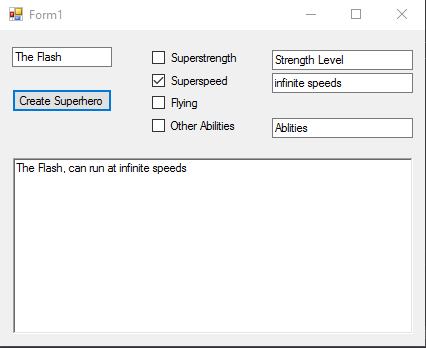 Form1
The Flash
Superstrength
Strength Level
Superspeed
infinite speeds
Create Superhero
Flying
Other Abilities
Ablities
The Flash, can run at infinite speeds